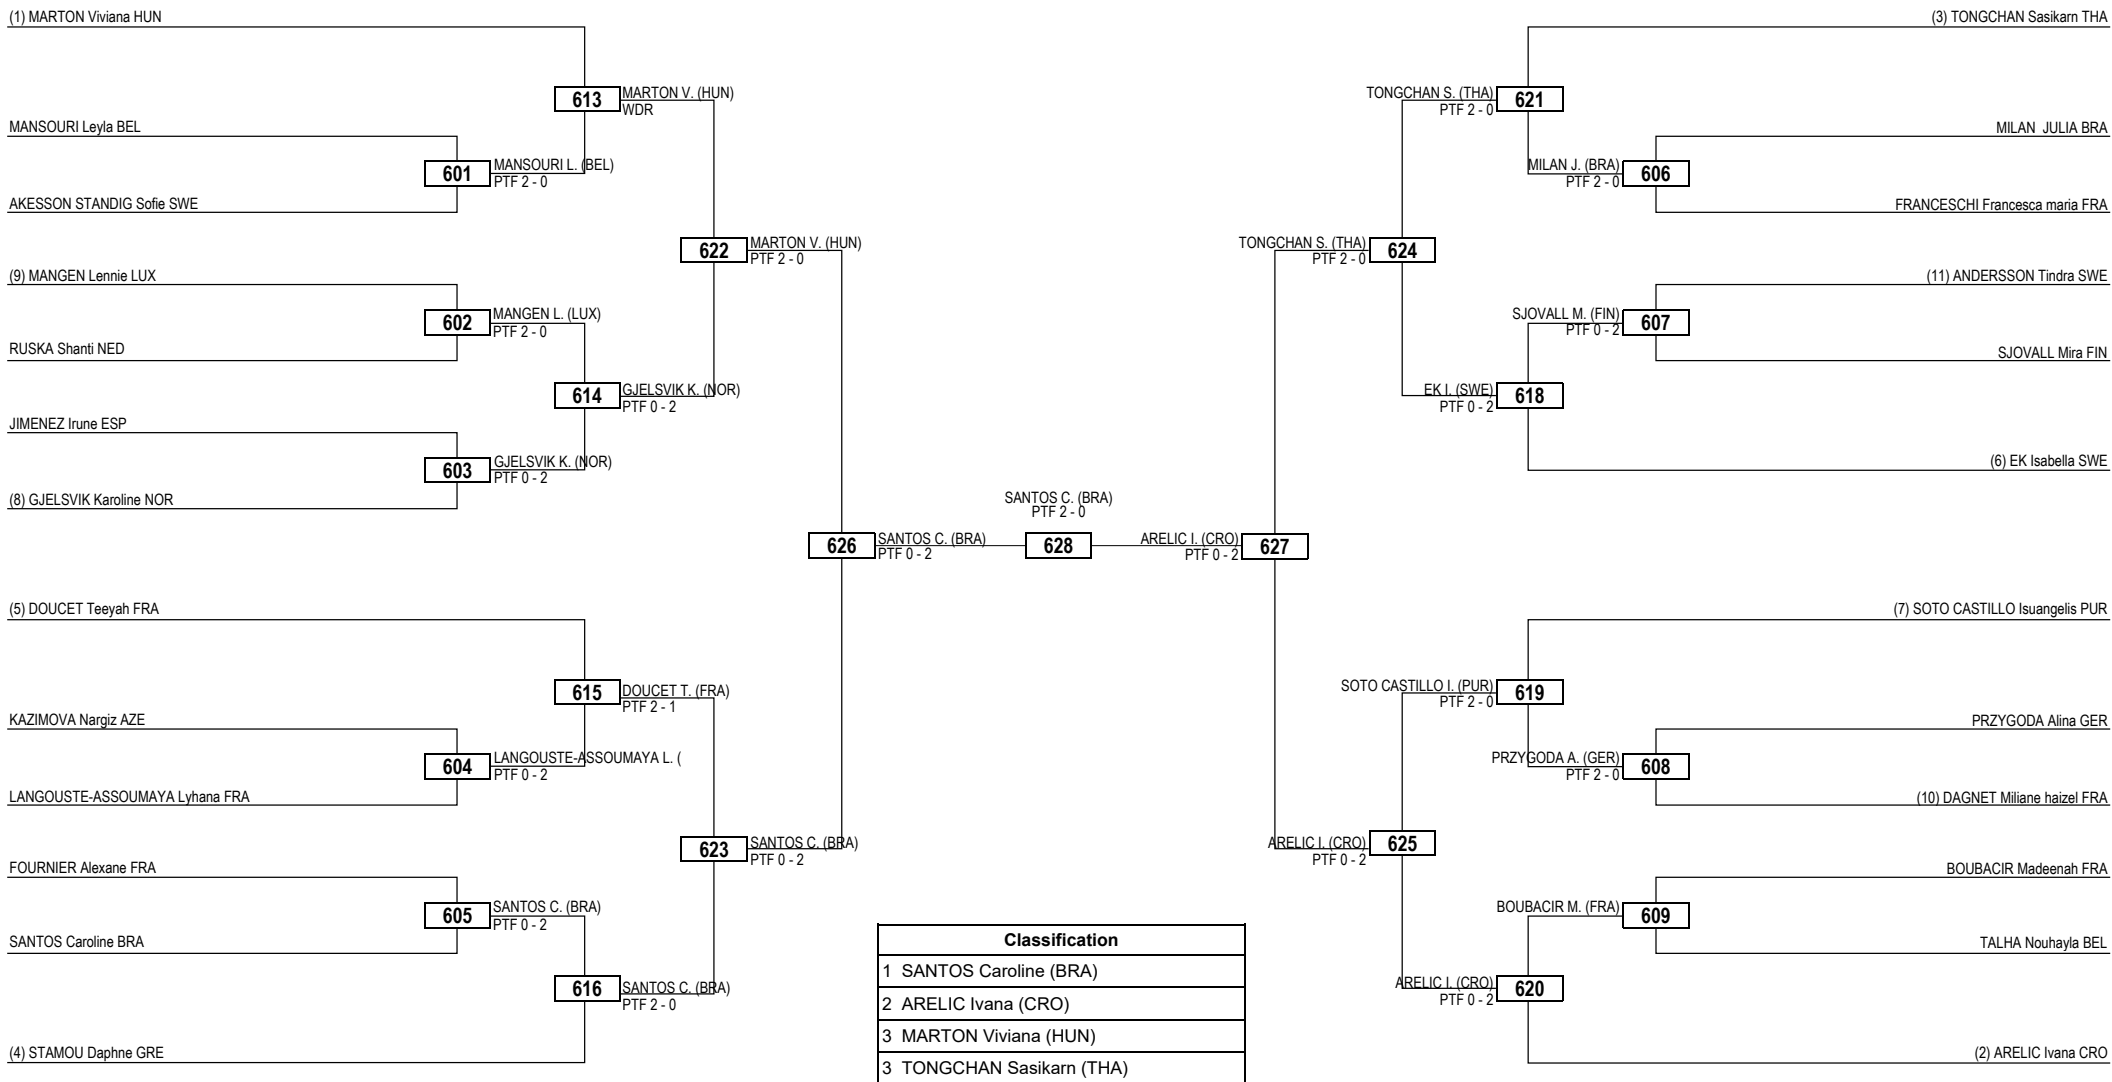 (1) MARTON Viviana HUN
613
MARTON V. (HUN)
WDR
MANSOURI Leyla BEL
601
MANSOURI L. (BEL)
PTF 2 - 0
AKESSON STANDIG Sofie SWE
622
MARTON V. (HUN)
PTF 2 - 0
(9) MANGEN Lennie LUX
602
MANGEN L. (LUX)
PTF 2 - 0
RUSKA Shanti NED
614
GJELSVIK K. (NOR)
PTF 0 - 2
JIMENEZ Irune ESP
603
GJELSVIK K. (NOR)
PTF 0 - 2
(8) GJELSVIK Karoline NOR
626
SANTOS C. (BRA)
PTF 0 - 2
(5) DOUCET Teeyah FRA
615
DOUCET T. (FRA)
PTF 2 - 1
KAZIMOVA Nargiz AZE
604
LANGOUSTE-ASSOUMAYA L. (
PTF 0 - 2
LANGOUSTE-ASSOUMAYA Lyhana FRA
623
SANTOS C. (BRA)
PTF 0 - 2
FOURNIER Alexane FRA
605
SANTOS C. (BRA)
PTF 0 - 2
SANTOS Caroline BRA
616
SANTOS C. (BRA)
PTF 2 - 0
(4) STAMOU Daphne GRE
SANTOS C. (BRA)
PTF 2 - 0
628
(3) TONGCHAN Sasikarn THA
TONGCHAN S. (THA)
PTF 2 - 0
621
MILAN JULIA BRA
MILAN J. (BRA)
PTF 2 - 0
606
FRANCESCHI Francesca maria FRA
TONGCHAN S. (THA)
PTF 2 - 0
624
(11) ANDERSSON Tindra SWE
SJOVALL M. (FIN)
PTF 0 - 2
607
SJOVALL Mira FIN
EK I. (SWE)
PTF 0 - 2
618
(6) EK Isabella SWE
ARELIC I. (CRO)
PTF 0 - 2
627
(7) SOTO CASTILLO Isuangelis PUR
SOTO CASTILLO I. (PUR)
PTF 2 - 0
619
PRZYGODA Alina GER
PRZYGODA A. (GER)
PTF 2 - 0
608
(10) DAGNET Miliane haizel FRA
ARELIC I. (CRO)
PTF 0 - 2
625
BOUBACIR Madeenah FRA
BOUBACIR M. (FRA)
609
TALHA Nouhayla BEL
ARELIC I. (CRO)
PTF 0 - 2
620
(2) ARELIC Ivana CRO
Classification
1 SANTOS Caroline (BRA)
2 ARELIC Ivana (CRO)
3 MARTON Viviana (HUN)
3 TONGCHAN Sasikarn (THA)